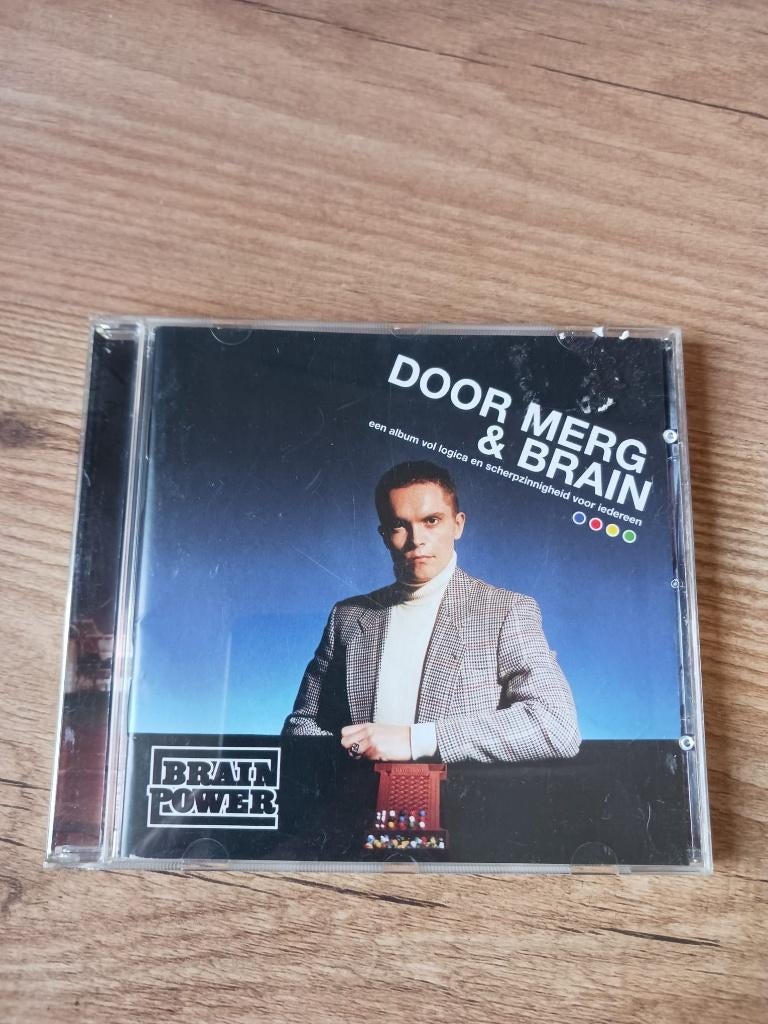 DOOR MERG
& BRAIN
een album vol logica en scherpzinnigheid voor iedereen
BRAIN
POWER